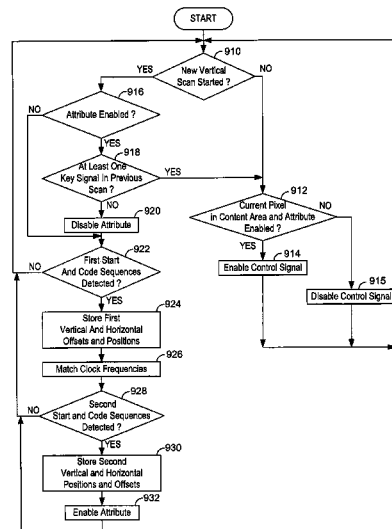 START
910
New Vertical
Scan Started ?
YES
NO
916
Attribute Enabled ?
NO
YES
918
At Least One
Key Signal In Previous
Scan ?
YES
NO
920
Disable Attribute
912
Current Pixel
in Content Area and Attribute
Enabled ?
NO
YES
914
Enable Control Signal
915
Disable Control Signal
922
First Start
And Code Sequences
Detected ?
NO
YES
924
Store First
Vertical And Horizontal
Offsets and Positions
926
Match Clock Frequencies
928
Second
Start and Code Sequences
Detected ?
NO
YES
930
Store Second
Vertical and Horizontal
Positions and Offsets
932
Enable Attribute